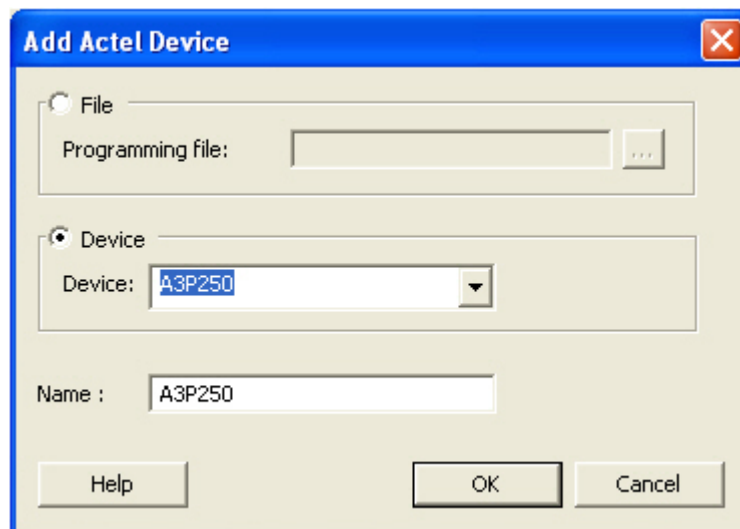 Add Actel Device
File
Programming file:
...
Device
Device: A3P250
Name : A3P250
Help OK Cancel